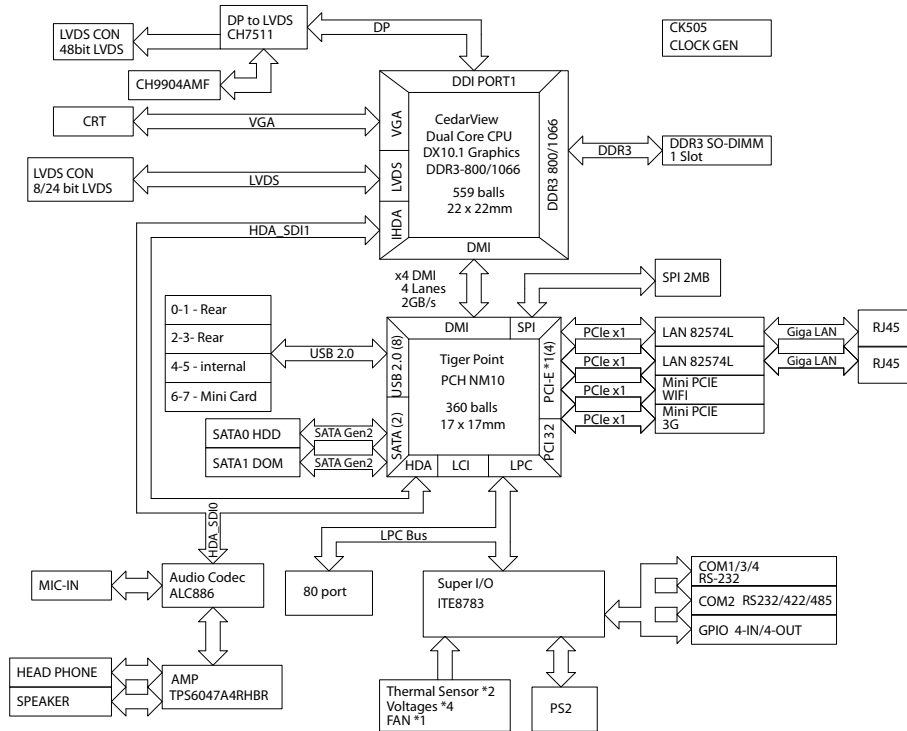 LVDS CON
48bit LVDS
DP to LVDS
CH7511
DP
CK505
CLOCK GEN
CH9904AMF
DDI PORT1
CRT
VGA
VGA
CedarView
Dual Core CPU
DX10.1 Graphics
DDR3-800/1066
559 balls
22 x 22mm
DDR3 800/1066
DDR3
DDR3 SO-DIMM
1 Slot
LVDS CON
8/24 bit LVDS
LVDS
LVDS
HDA_SDI1
IHDA
DMI
x4 DMI
4 Lanes
2GB/s
SPI 2MB
0-1 - Rear
2-3- Rear
4-5 - internal
6-7 - Mini Card
USB 2.0
USB 2.0 (8)
DMI
SPI
Tiger Point
PCH NM10
360 balls
17 x 17mm
PCI-E *1(4)
PCI 32
PCIe x1
LAN 82574L
Giga LAN
RJ45
PCIe x1
LAN 82574L
Giga LAN
RJ45
PCIe x1
Mini PCIE
WIFI
PCIe x1
Mini PCIE
3G
SATA0 HDD
SATA Gen2
SATA1 DOM
SATA Gen2
SATA (2)
HDA
LCI
LPC
HDA_SDI0
LPC Bus
MIC-IN
Audio Codec
ALC886
80 port
Super I/O
ITE8783
COM1/3/4
RS-232
COM2 RS232/422/485
GPIO 4-IN/4-OUT
HEAD PHONE
SPEAKER
AMP
TPS6047A4RHBR
Thermal Sensor *2
Voltages *4
FAN *1
PS2